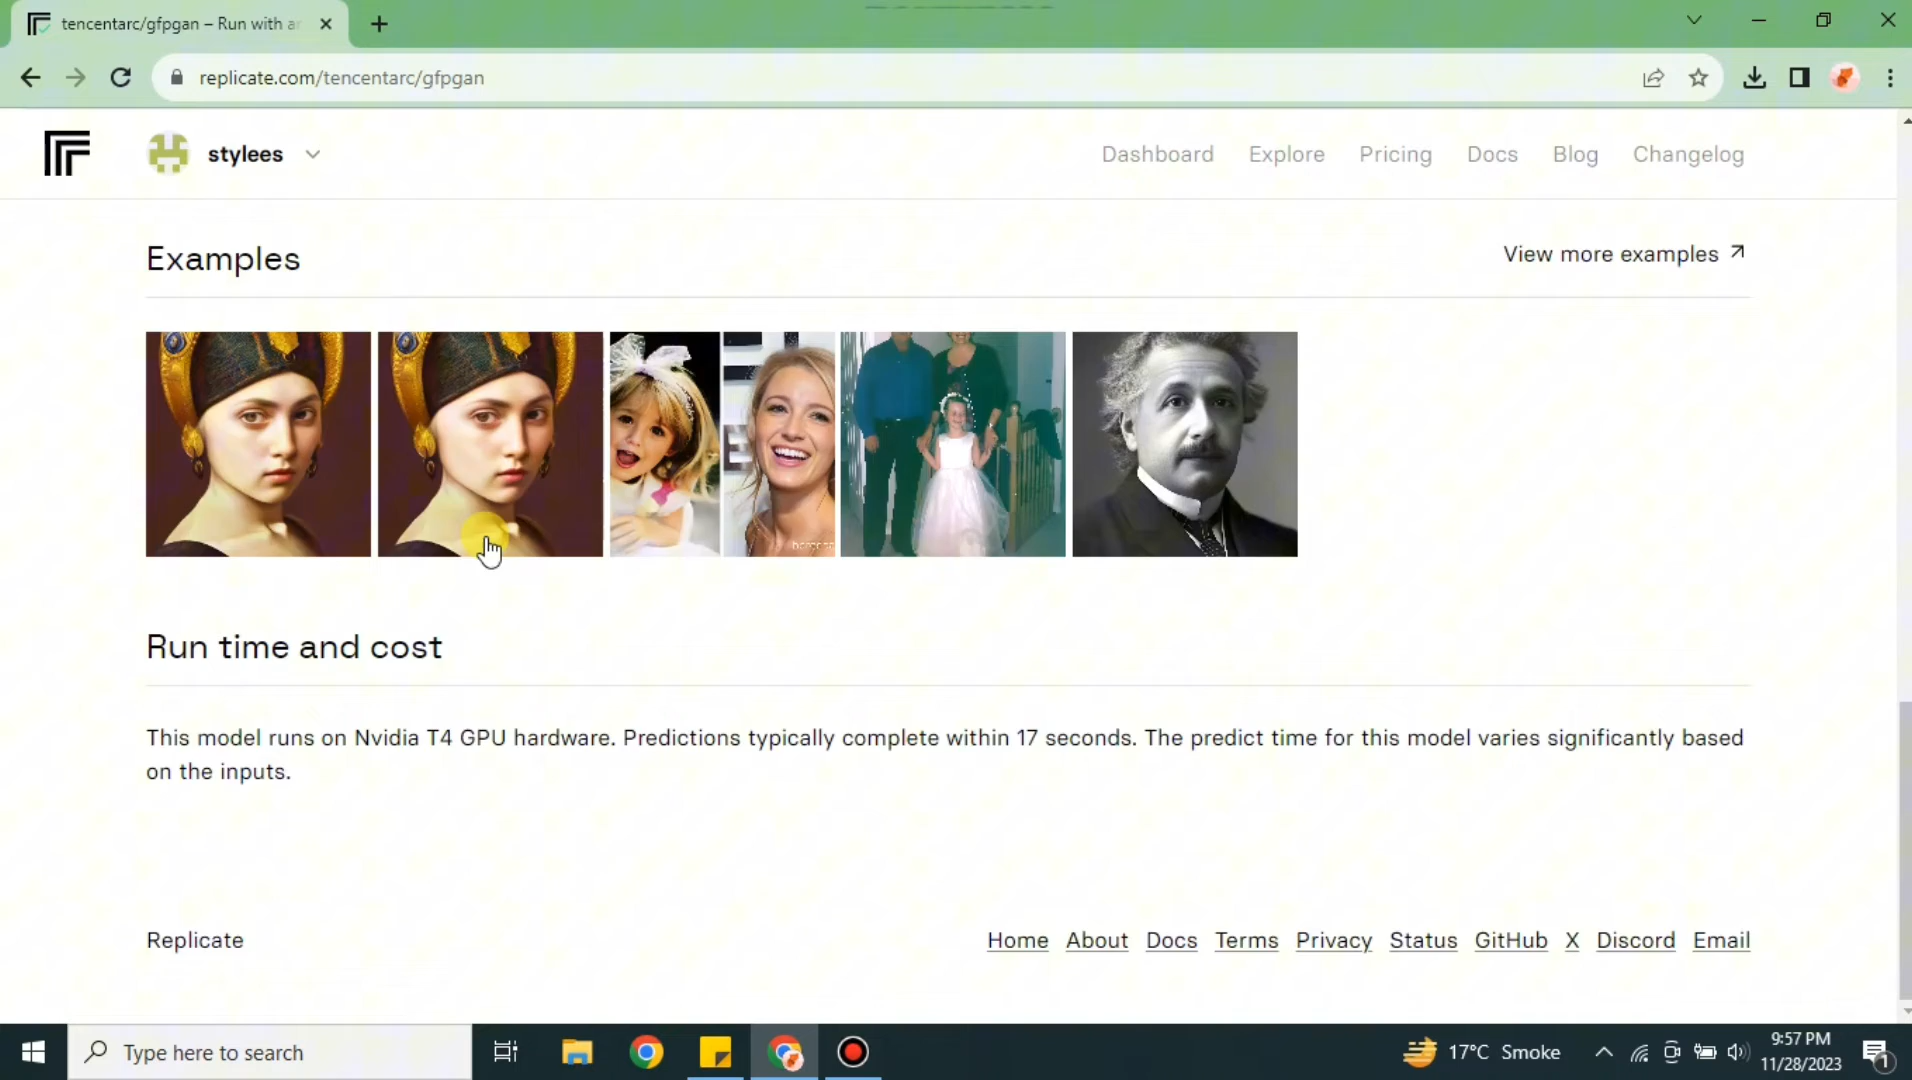 tencentarc/gfpgan – Run with a
replicate.com/tencentarc/gfpgan
stylees
Dashboard Explore Pricing Docs Blog Changelog
Examples
View more examples
Run time and cost
This model runs on Nvidia T4 GPU hardware. Predictions typically complete within 17 seconds. The predict time for this model varies significantly based
on the inputs.
Replicate
Home About Docs Terms Privacy Status GitHub X Discord Email
Type here to search
17°C Smoke
9:57 PM
11/28/2023
1